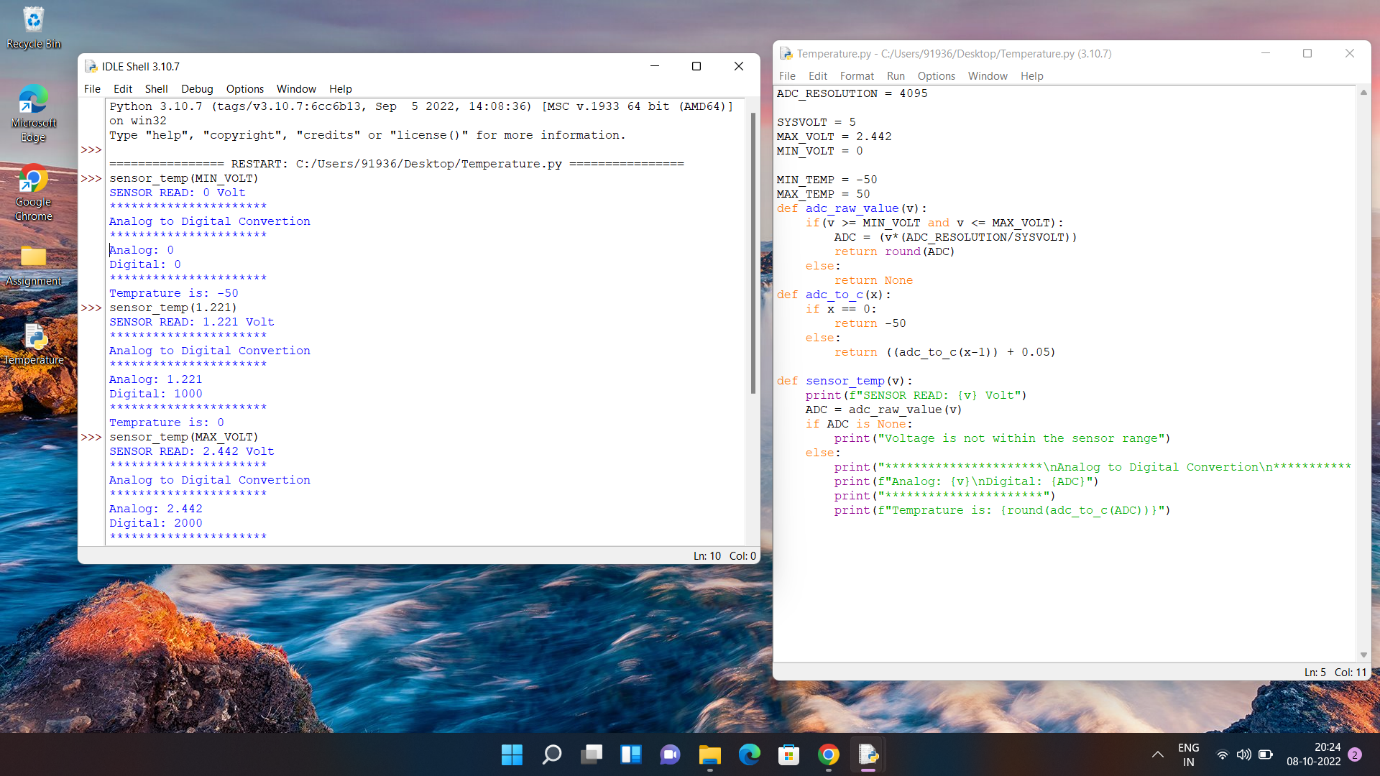 Recycle Bin
Microsoft
Edge
Google
Chrome
Assignment
Temperature
IDLE Shell 3.10.7
File Edit Shell Debug Options Window Help
Python 3.10.7 (tags/v3.10.7:6cc6b13, Sep  5 2022, 14:08:36) [MSC v.1933 64 bit (AMD64)]
on win32
Type "help", "copyright", "credits" or "license()" for more information.
>>>
================ RESTART: C:/Users/91936/Desktop/Temperature.py ================
>>> sensor_temp(MIN_VOLT)
SENSOR READ: 0 Volt
**********************
Analog to Digital Convertion
**********************
Analog: 0
Digital: 0
**********************
Temprature is: -50
>>> sensor_temp(1.221)
SENSOR READ: 1.221 Volt
**********************
Analog to Digital Convertion
**********************
Analog: 1.221
Digital: 1000
**********************
Temprature is: 0
>>> sensor_temp(MAX_VOLT)
SENSOR READ: 2.442 Volt
**********************
Analog to Digital Convertion
**********************
Analog: 2.442
Digital: 2000
**********************
Ln: 10 Col: 0
Temperature.py - C:/Users/91936/Desktop/Temperature.py (3.10.7)
File Edit Format Run Options Window Help
ADC_RESOLUTION = 4095
SYSVOLT = 5
MAX_VOLT = 2.442
MIN_VOLT = 0
MIN_TEMP = -50
MAX_TEMP = 50
def adc_raw_value(v):
    if(v >= MIN_VOLT and v <= MAX_VOLT):
        ADC = (v*(ADC_RESOLUTION/SYSVOLT))
        return round(ADC)
    else:
        return None
def adc_to_c(x):
    if x == 0:
        return -50
    else:
        return ((adc_to_c(x-1)) + 0.05)
def sensor_temp(v):
    print(f"SENSOR READ: {v} Volt")
    ADC = adc_raw_value(v)
    if ADC is None:
        print("Voltage is not within the sensor range")
    else:
        print("**********************\nAnalog to Digital Convertion\n***********
        print(f"Analog: {v}\nDigital: {ADC}")
        print("**********************")
        print(f"Temprature is: {round(adc_to_c(ADC))}")
Ln: 5 Col: 11
ENG
IN
20:24
08-10-2022
2